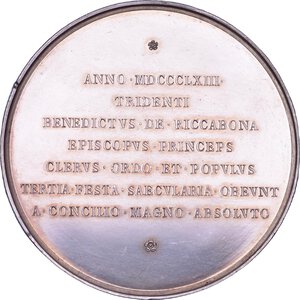 ANNO · MDCCCLXIII ·
TRIDENTI
BENEDICTVS · DE · RICCABONA
EPISCOPVS · PRINCEPS
CLERVS · ORDO · ET · POPVLVS
TERTIA · FESTA · SAECVLARIA · OBEVNT
A · CONCILIO · MAGNO · ABSOLVTO